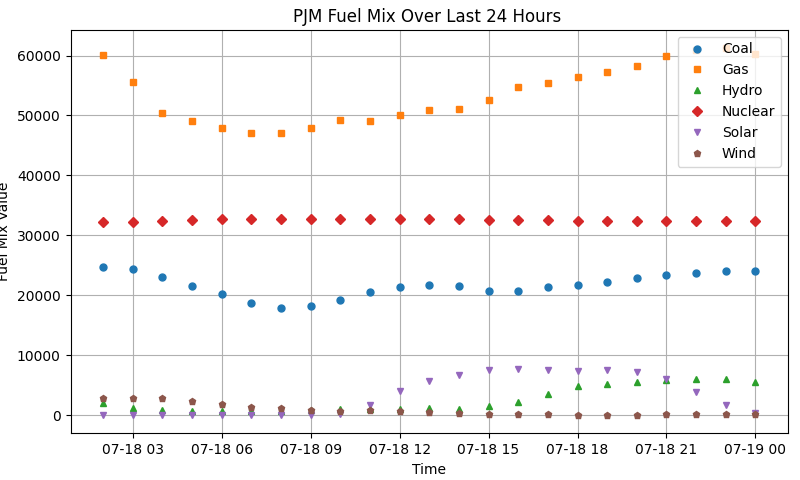 PJM Fuel Mix Over Last 24 Hours
60000
50000
40000
30000
20000
10000
0
Fuel Mix Value
Coal
Gas
Hydro
Nuclear
Solar
Wind
07-18 03 07-18 06 07-18 09 07-18 12 07-18 15 07-18 18 07-18 21 07-19 00
Time